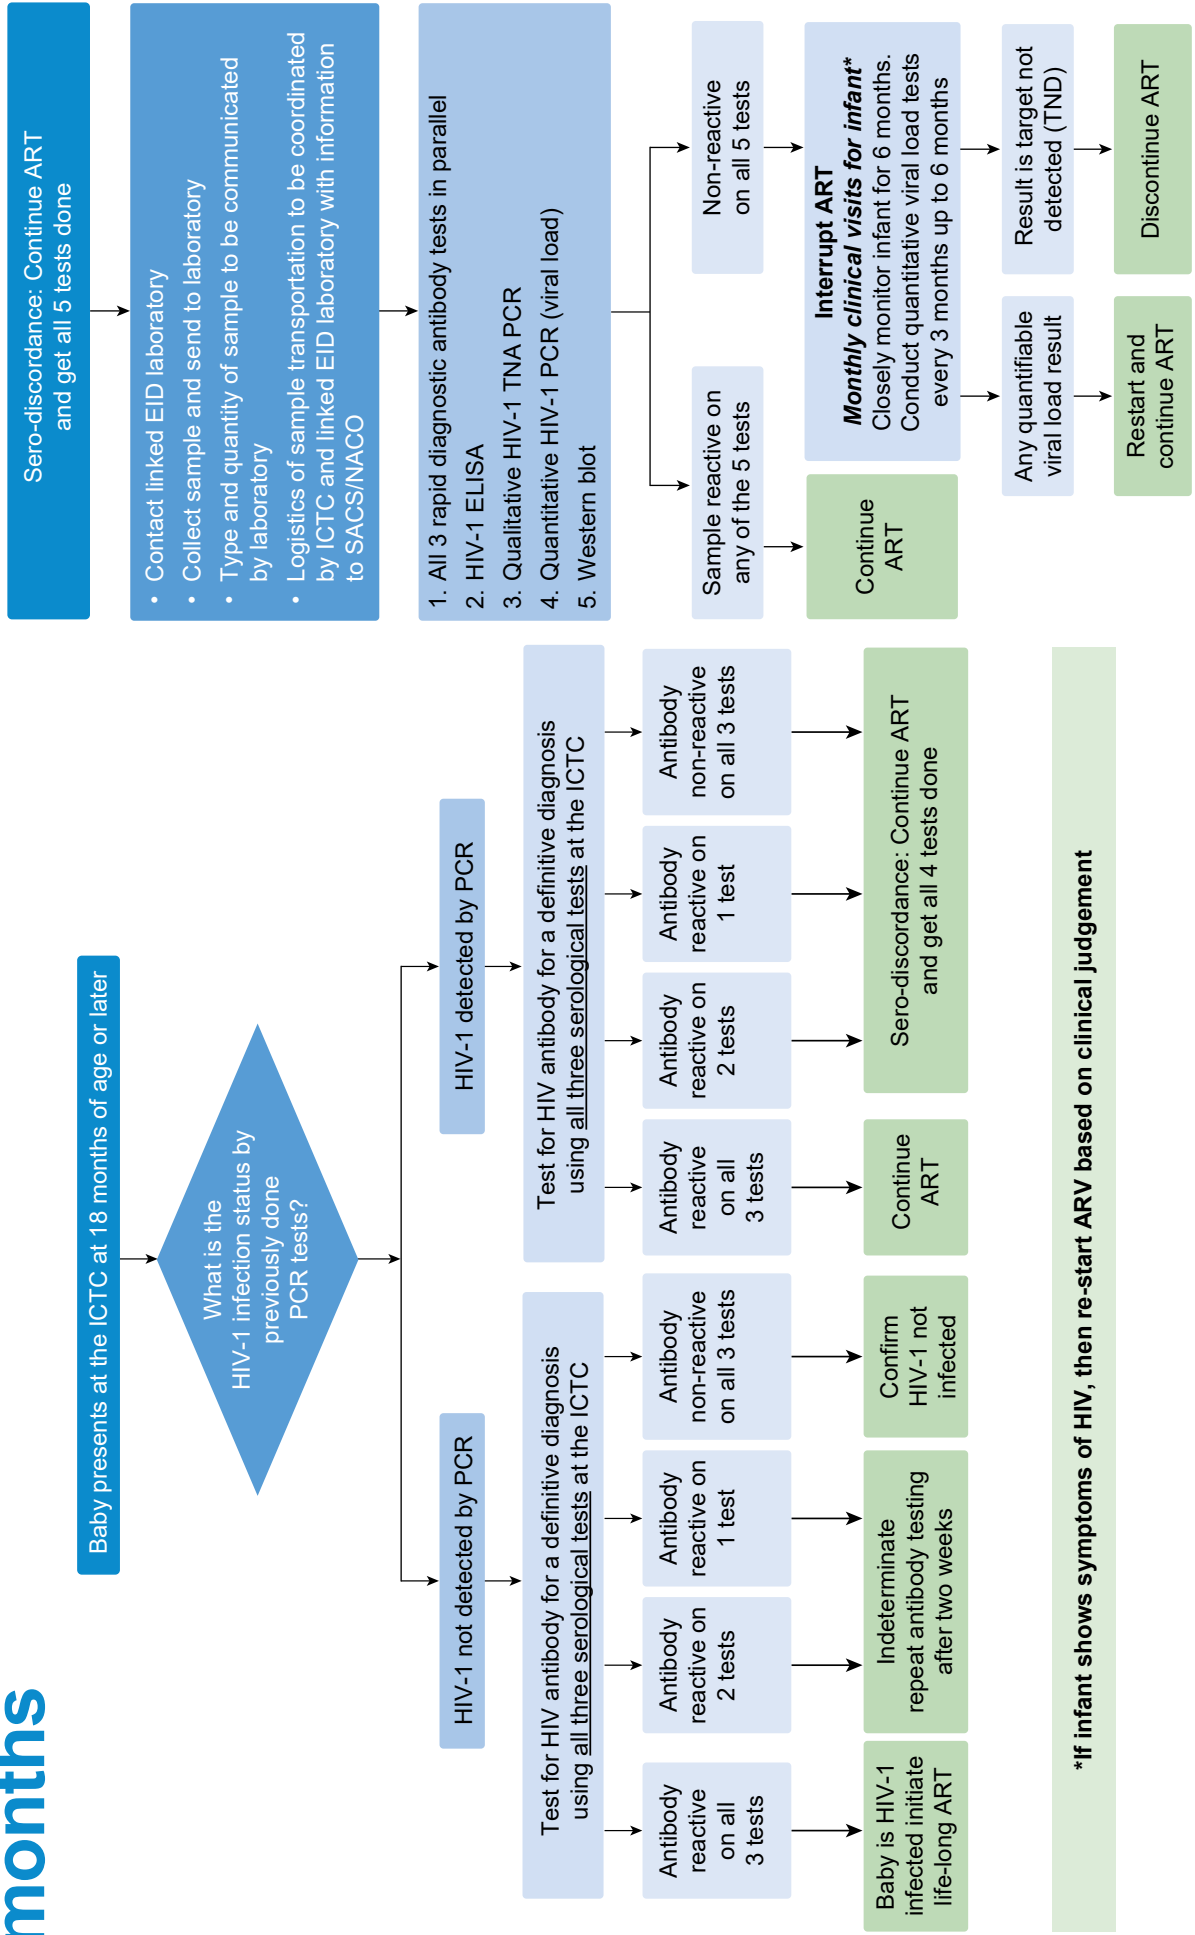 months
Baby presents at the ICTC at 18 months of age or later
What is the
HIV-1 infection status by
previously done
PCR tests?
HIV-1 not detected by PCR
HIV-1 detected by PCR
Test for HIV antibody for a definitive diagnosis
using all three serological tests at the ICTC
Test for HIV antibody for a definitive diagnosis
using all three serological tests at the ICTC
Antibody
reactive
on all
3 tests
Antibody
reactive on
2 tests
Antibody
reactive on
1 test
Antibody
non-reactive
on all 3 tests
Antibody
reactive
on all
3 tests
Antibody
reactive on
2 tests
Antibody
reactive on
1 test
Antibody
non-reactive
on all 3 tests
Baby is HIV-1
infected initiate
life-long ART
Indeterminate
repeat antibody testing
after two weeks
Confirm
HIV-1 not
infected
Continue
ART
Sero-discordance: Continue ART
and get all 4 tests done
*If infant shows symptoms of HIV, then re-start ARV based on clinical judgement
Sero-discordance: Continue ART
and get all 5 tests done
• Contact linked EID laboratory
• Collect sample and send to laboratory
• Type and quantity of sample to be communicated
by laboratory
• Logistics of sample transportation to be coordinated
by ICTC and linked EID laboratory with information
to SACS/NACO
1. All 3 rapid diagnostic antibody tests in parallel
2. HIV-1 ELISA
3. Qualitative HIV-1 TNA PCR
4. Quantitative HIV-1 PCR (viral load)
5. Western blot
Sample reactive on
any of the 5 tests
Non-reactive
on all 5 tests
Continue
ART
Interrupt ART
Monthly clinical visits for infant*
Closely monitor infant for 6 months.
Conduct quantitative viral load tests
every 3 months up to 6 months
Any quantifiable
viral load result
Result is target not
detected (TND)
Restart and
continue ART
Discontinue ART